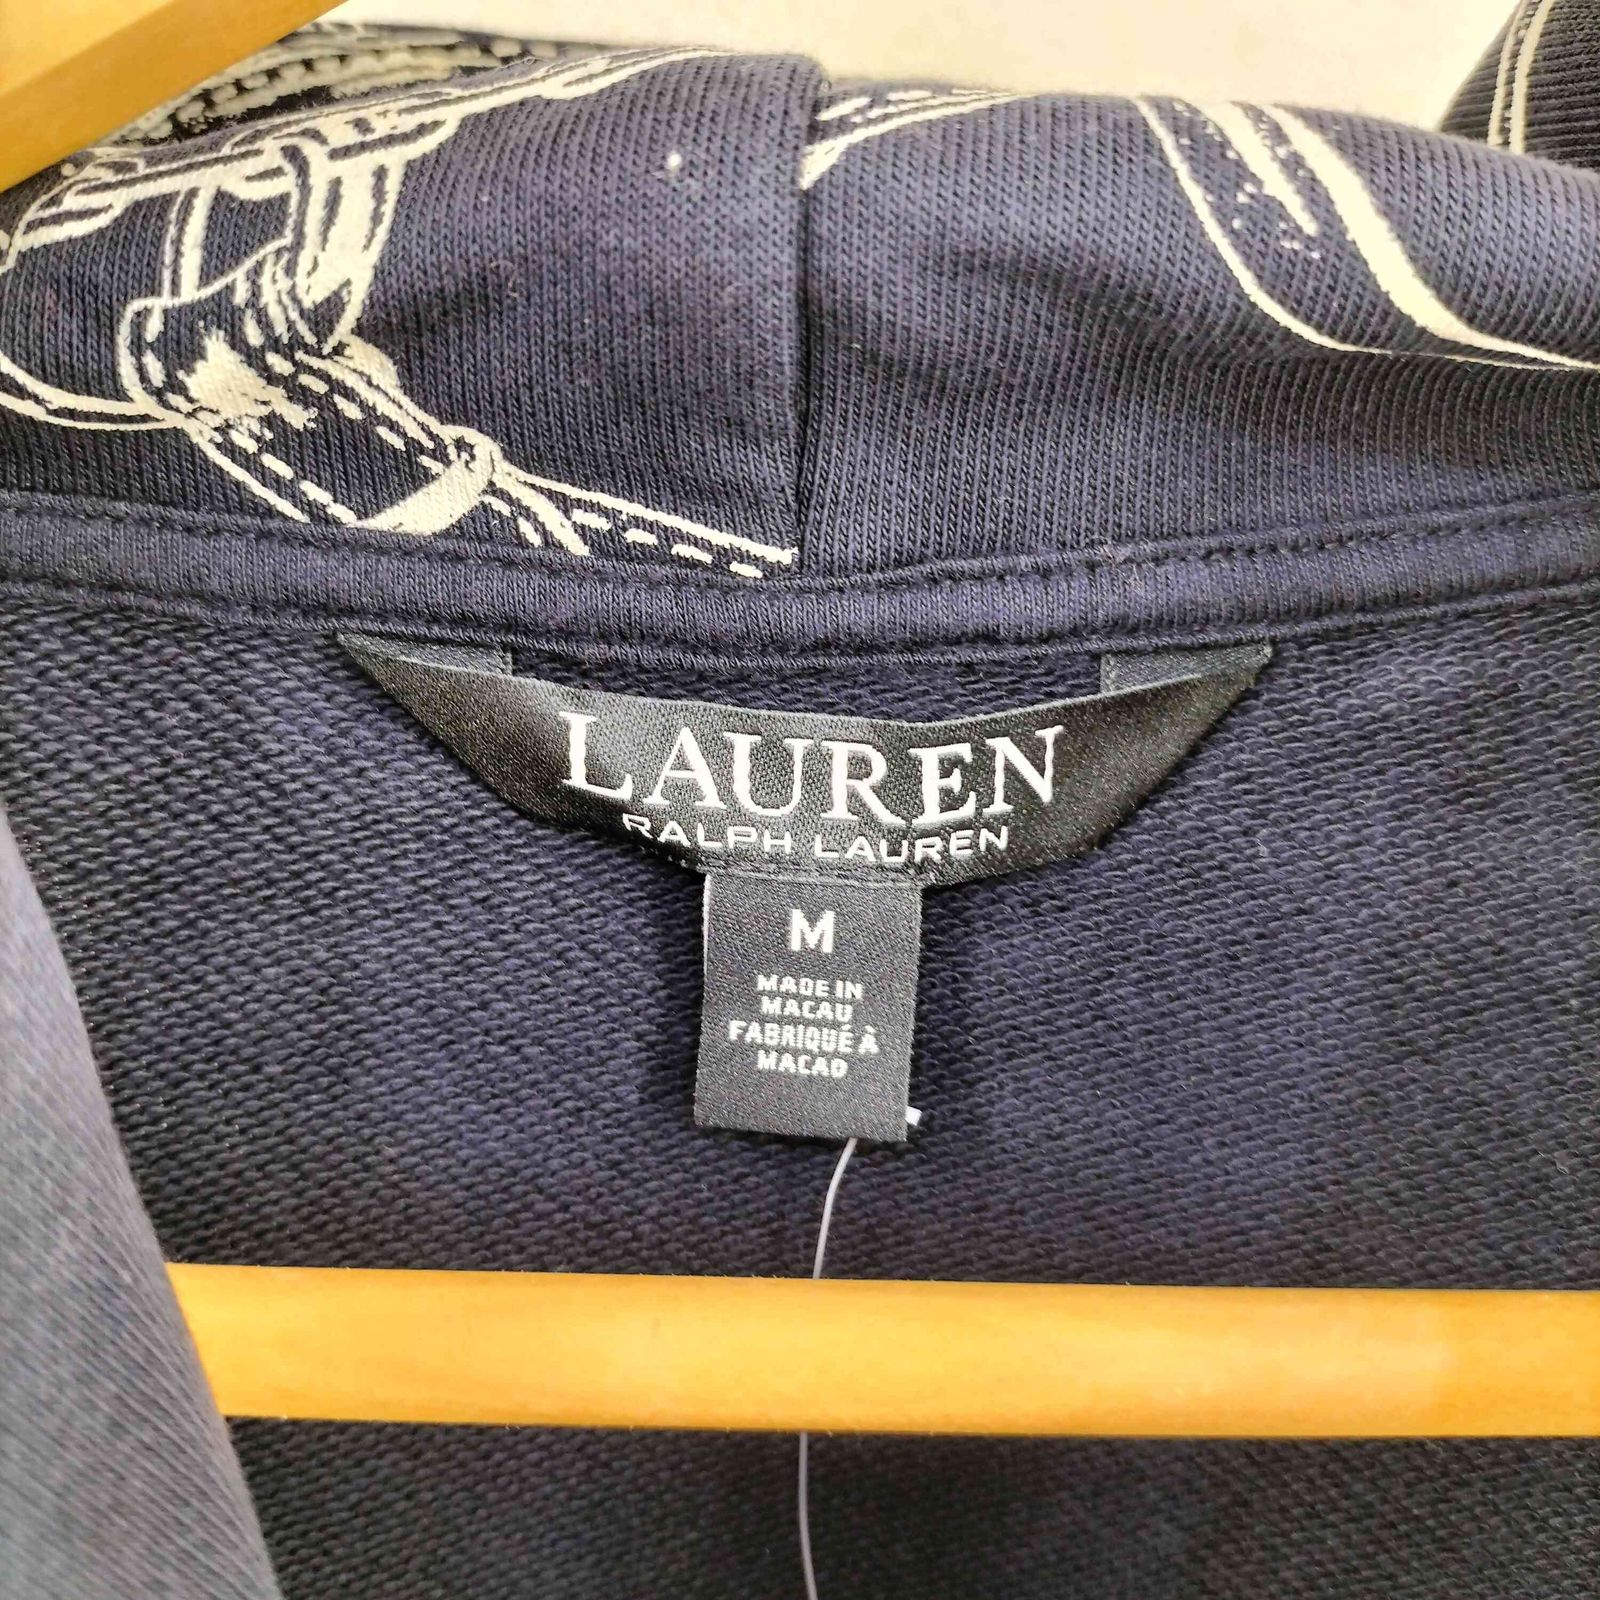 LAUREN
RALPH LAUREN
M
MADE IN
MACAU
FABRIQUÉ À
MACAO